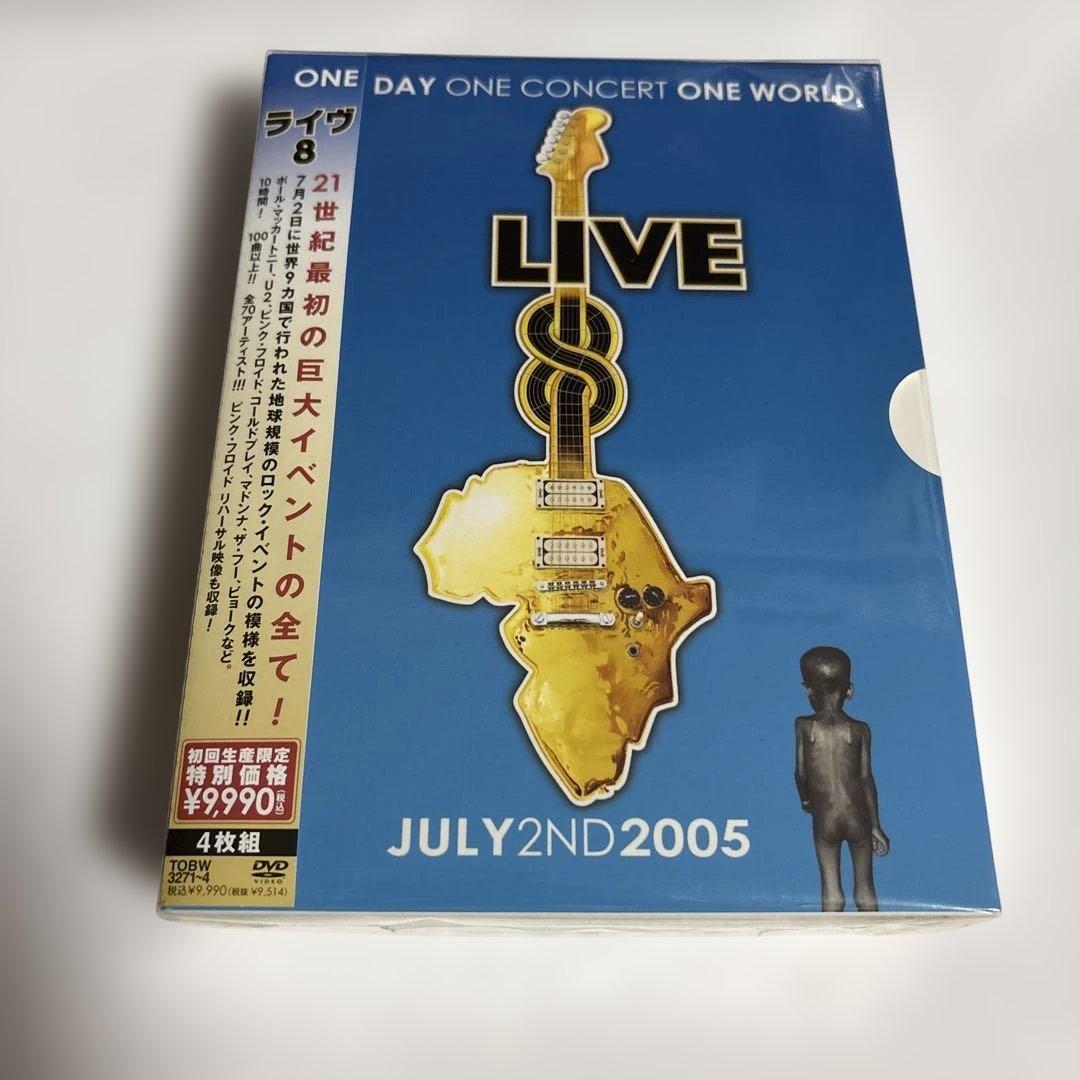 ONE DAY ONE CONCERT ONE WORLD.
ライヴ
8
21世紀最初の巨大イベントの全て！
7月2日に世界9カ国で行われた地球規模のロック・イベントの模様を収録！！
ポール・マッカートニー、U2、ピンク・フロイド、コールドプレイ、マドンナ、ザ・フー、ビョークなど。
10時間！ 100曲以上！！ 全70アーティスト！！！ ピンク・フロイド リハーサル映像も収録！
初回生産限定
特別価格
¥9,990(税込)
4枚組
TOBW
3271~4
DVD
VIDEO
税込¥9,990(税抜 ¥9,514)
LIVE
8
JULY2ND2005